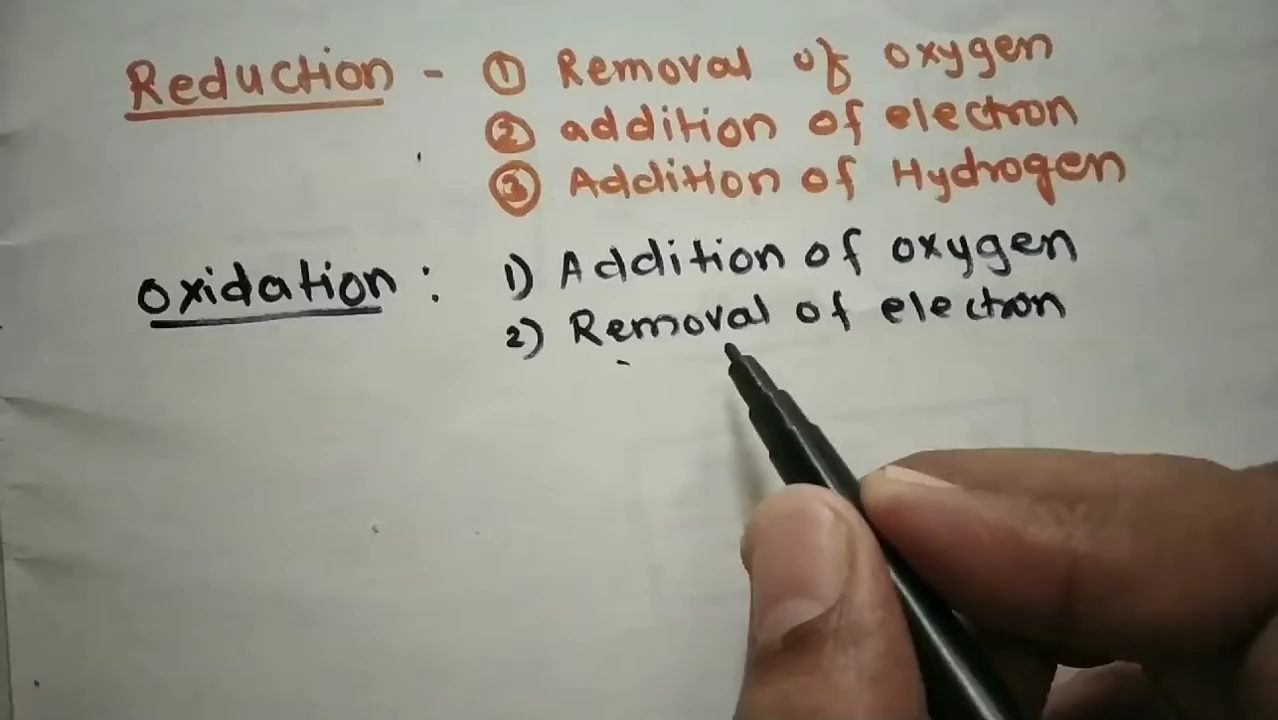 Reduction - ① Removal of oxygen
② addition of electron
③ Addition of Hydrogen
oxidation : 1) Addition of oxygen
2) Removal of electron